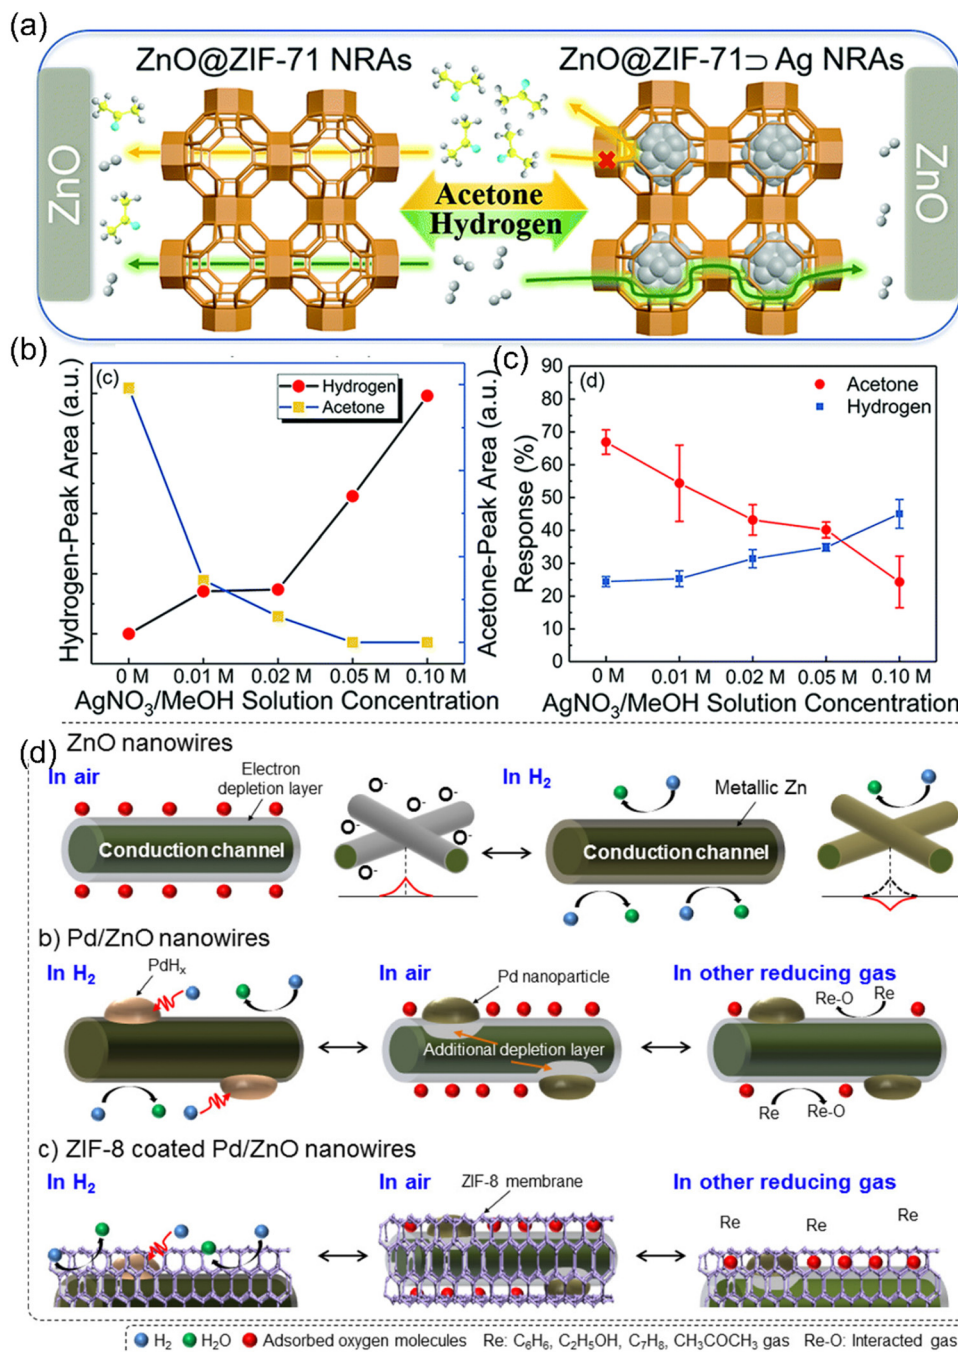 (a)
ZnO@ZIF-71 NRAs
ZnO@ZIF-71⊃ Ag NRAs
ZnO
Acetone
Hydrogen
ZnO
(b)
(c)
Hydrogen
Acetone
Hydrogen-Peak Area (a.u.)
Acetone-Peak Area (a.u.)
0 M 0.01 M 0.02 M 0.05 M 0.10 M
AgNO₃/MeOH Solution Concentration
(c)
(d)
Acetone
Hydrogen
Response (%)
90
80
70
60
50
40
30
20
10
0
0 M 0.01 M 0.02 M 0.05 M 0.10 M
AgNO₃/MeOH Solution Concentration
(d)
ZnO nanowires
In air
Electron
depletion layer
Conduction channel
O⁻ O⁻ O⁻ O⁻ O⁻
In H₂
Metallic Zn
Conduction channel
b) Pd/ZnO nanowires
In H₂
PdHₓ
In air
Pd nanoparticle
Additional depletion layer
In other reducing gas
Re-O Re
Re Re-O
c) ZIF-8 coated Pd/ZnO nanowires
In H₂
In air
ZIF-8 membrane
In other reducing gas
Re Re Re
H₂ H₂O Adsorbed oxygen molecules Re: C₆H₆, C₂H₅OH, C₇H₈, CH₃COCH₃ gas Re-O: Interacted gas